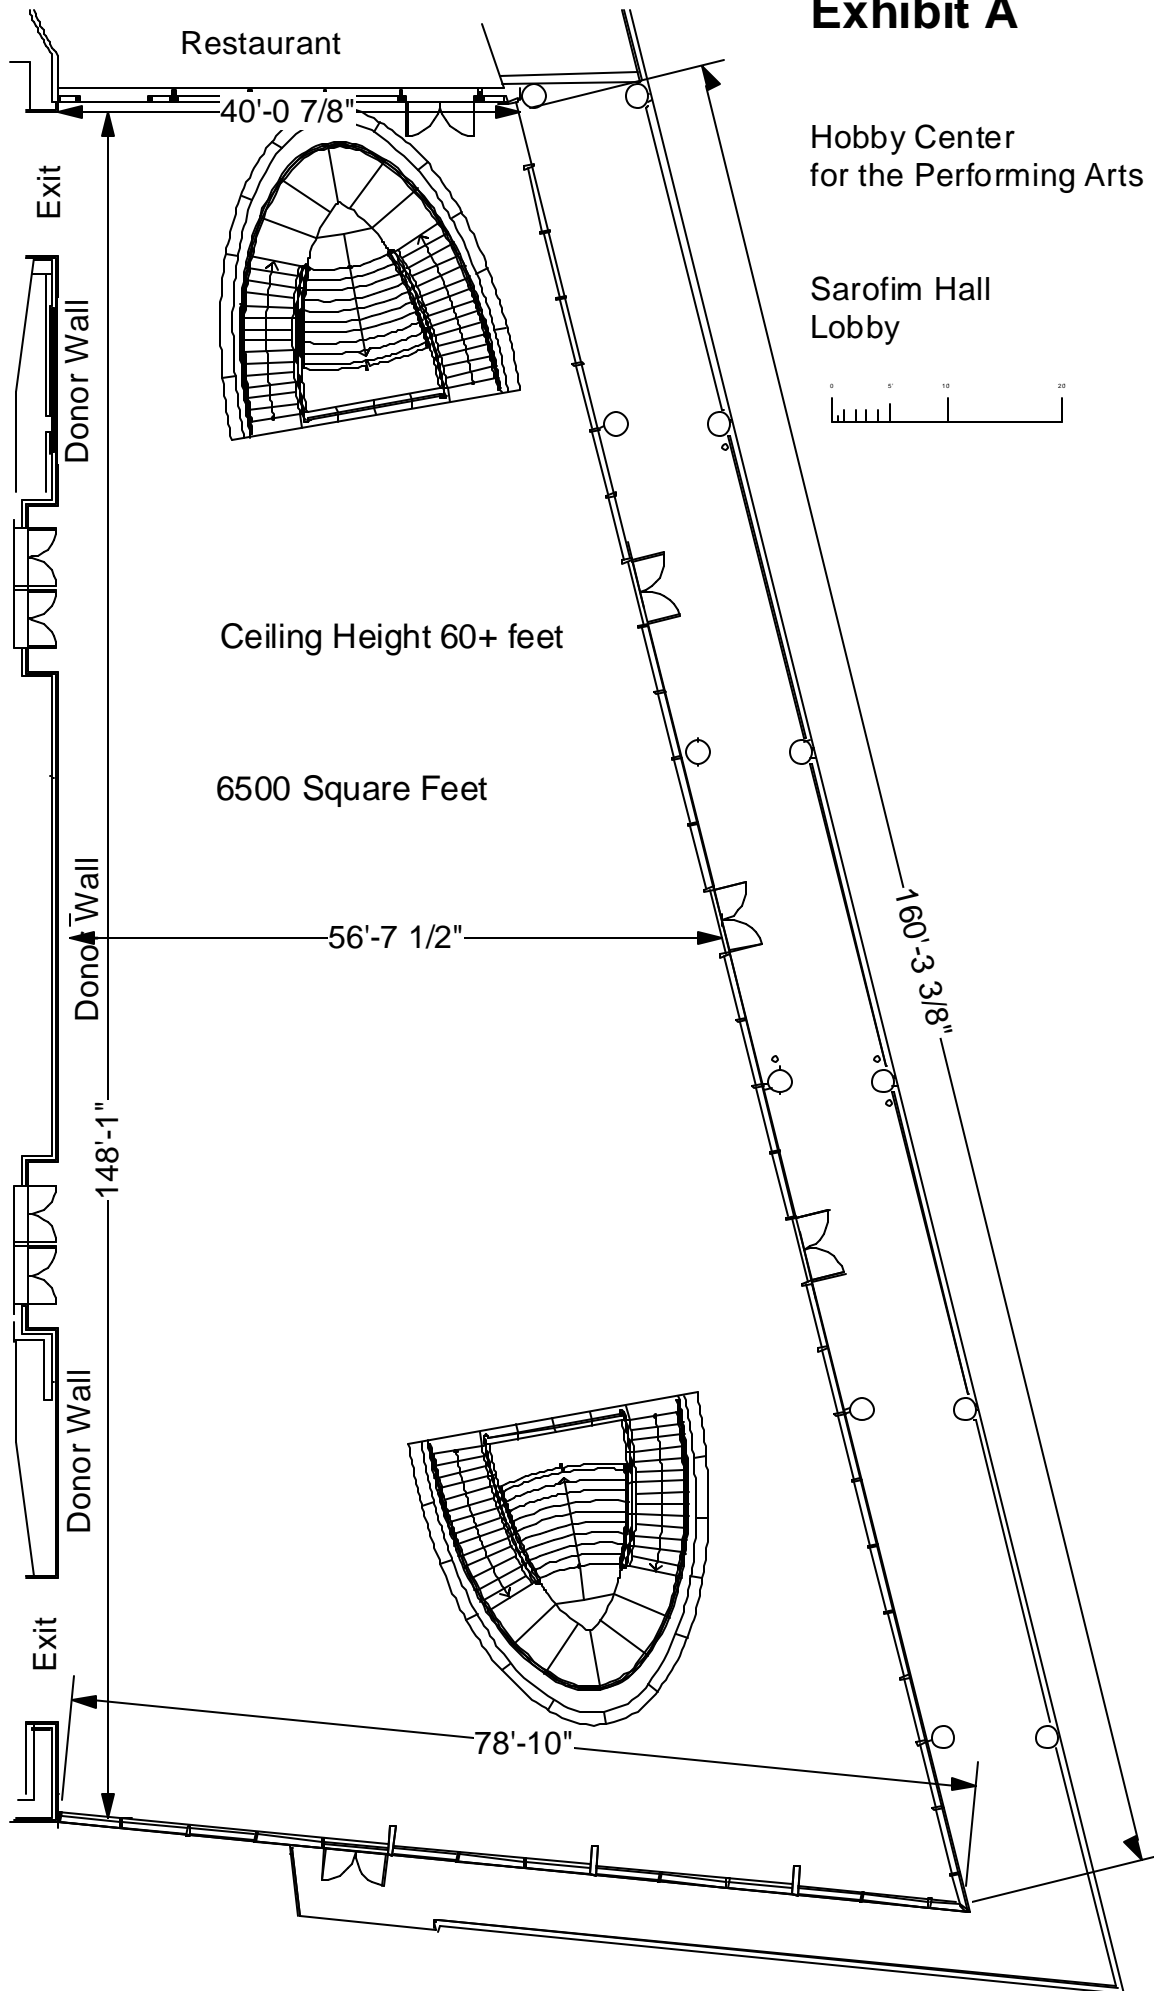 Exhibit A
Restaurant
40'-0 7/8"
Hobby Center
for the Performing Arts
Exit
Sarofim Hall
Lobby
Donor Wall
0 5' 10 20
Ceiling Height 60+ feet
6500 Square Feet
Donor Wall
56'-7 1/2"
160'-3 3/8"
148'-1"
Donor Wall
Exit
78'-10"